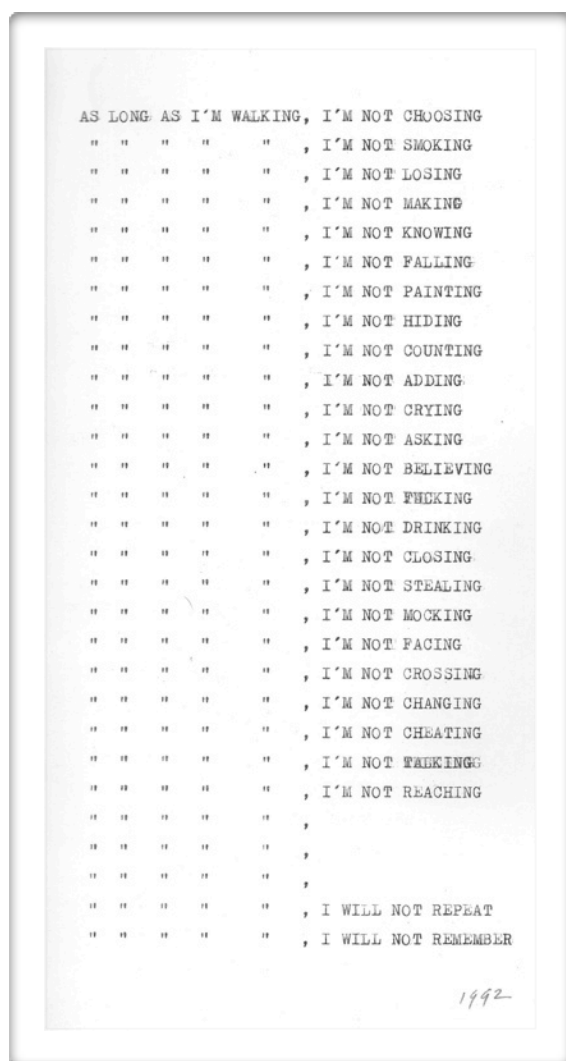 AS LONG AS I'M WALKING, I'M NOT CHOOSING
" " " " " , I'M NOT SMOKING
" " " " " , I'M NOT LOSING
" " " " " , I'M NOT MAKING
" " " " " , I'M NOT KNOWING
" " " " " , I'M NOT FALLING
" " " " " , I'M NOT PAINTING
" " " " " , I'M NOT HIDING
" " " " " , I'M NOT COUNTING
" " " " " , I'M NOT ADDING
" " " " " , I'M NOT CRYING
" " " " " , I'M NOT ASKING
" " " " " , I'M NOT BELIEVING
" " " " " , I'M NOT FUCKING
" " " " " , I'M NOT DRINKING
" " " " " , I'M NOT CLOSING
" " " " " , I'M NOT STEALING
" " " " " , I'M NOT MOCKING
" " " " " , I'M NOT FACING
" " " " " , I'M NOT CROSSING
" " " " " , I'M NOT CHANGING
" " " " " , I'M NOT CHEATING
" " " " " , I'M NOT TALKING
" " " " " , I'M NOT REACHING
" " " " " ,
" " " " " ,
" " " " " ,
" " " " " , I WILL NOT REPEAT
" " " " " , I WILL NOT REMEMBER
1992